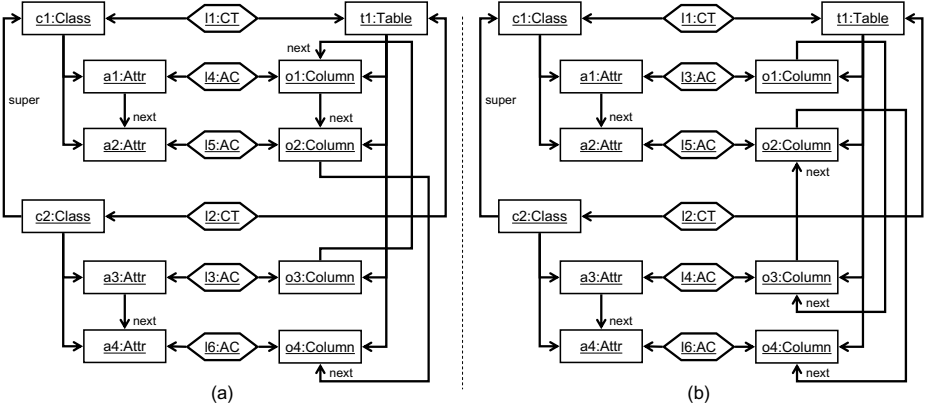 c1:Class
l1:CT
t1:Table
next
a1:Attr
l4:AC
o1:Column
super
next
next
a2:Attr
l5:AC
o2:Column
c2:Class
l2:CT
a3:Attr
l3:AC
o3:Column
next
a4:Attr
l6:AC
o4:Column
next
(a)
c1:Class
l1:CT
t1:Table
a1:Attr
l3:AC
o1:Column
super
next
a2:Attr
l5:AC
o2:Column
next
c2:Class
l2:CT
a3:Attr
l4:AC
o3:Column
next
next
a4:Attr
l6:AC
o4:Column
next
(b)